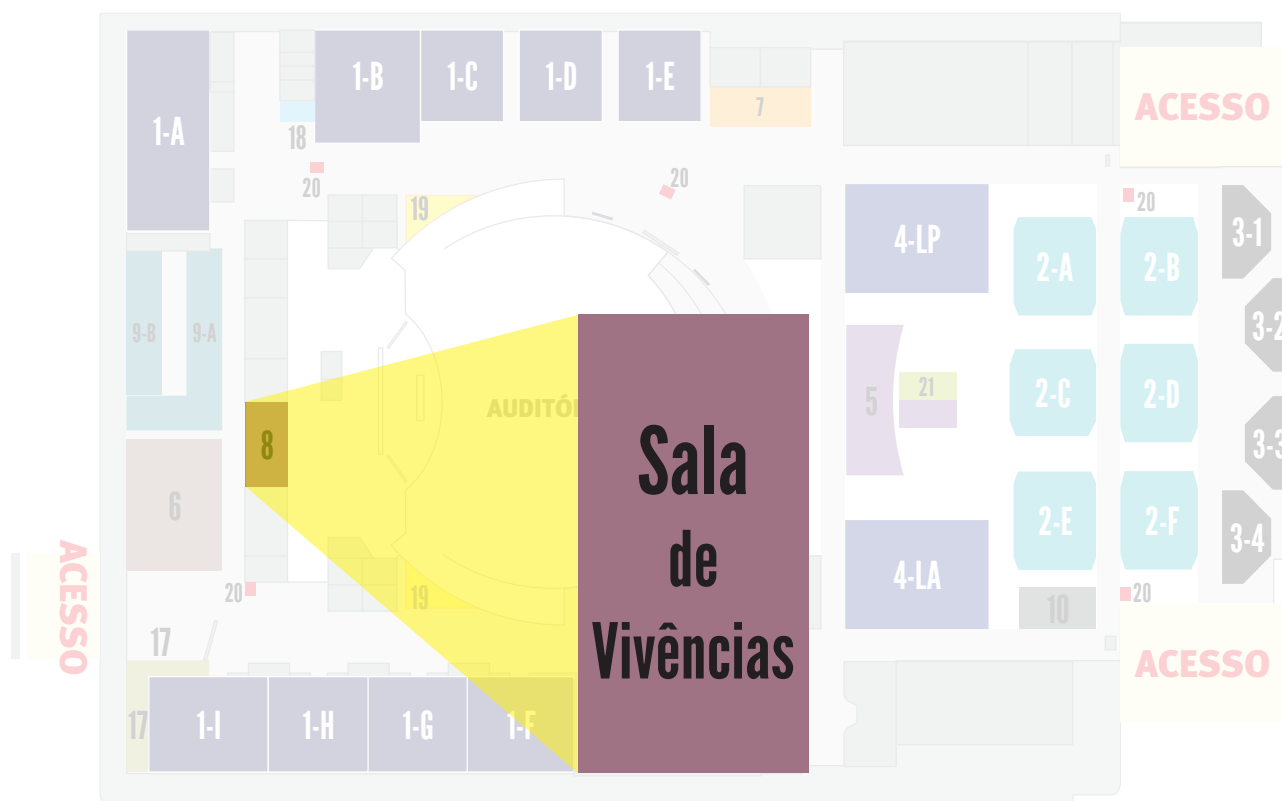 1-A
1-B
1-C
1-D
1-E
7
ACESSO
18
20
20
19
20
3-1
4-LP
2-A
2-B
9-B
9-A
3-2
5
21
2-C
2-D
AUDITÓ
8
3-3
Sala
de
Vivências
6
2-E
2-F
3-4
ACESSO
20
19
4-LA
10
20
17
ACESSO
17
1-I
1-H
1-G
1-F